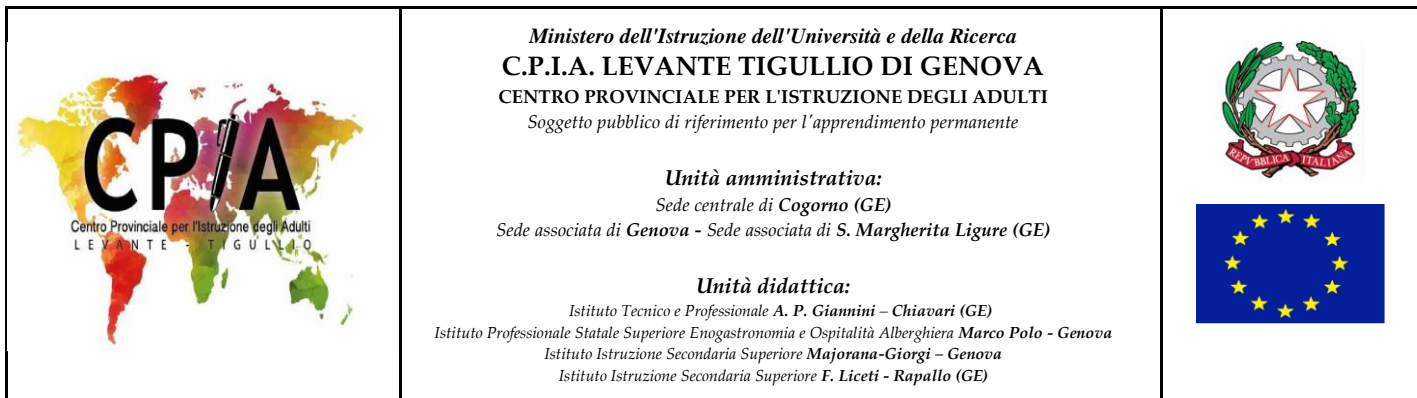 CPIA
Centro Provinciale per l'Istruzione degli Adulti
LEVANTE - TIGULLIO
Ministero dell'Istruzione dell'Università e della Ricerca
C.P.I.A. LEVANTE TIGULLIO DI GENOVA
CENTRO PROVINCIALE PER L'ISTRUZIONE DEGLI ADULTI
Soggetto pubblico di riferimento per l'apprendimento permanente
Unità amministrativa:
Sede centrale di Cogorno (GE)
Sede associata di Genova - Sede associata di S. Margherita Ligure (GE)
Unità didattica:
Istituto Tecnico e Professionale A. P. Giannini – Chiavari (GE)
Istituto Professionale Statale Superiore Enogastronomia e Ospitalità Alberghiera Marco Polo - Genova
Istituto Istruzione Secondaria Superiore Majorana-Giorgi – Genova
Istituto Istruzione Secondaria Superiore F. Liceti - Rapallo (GE)
REPVBBLICA ITALIANA